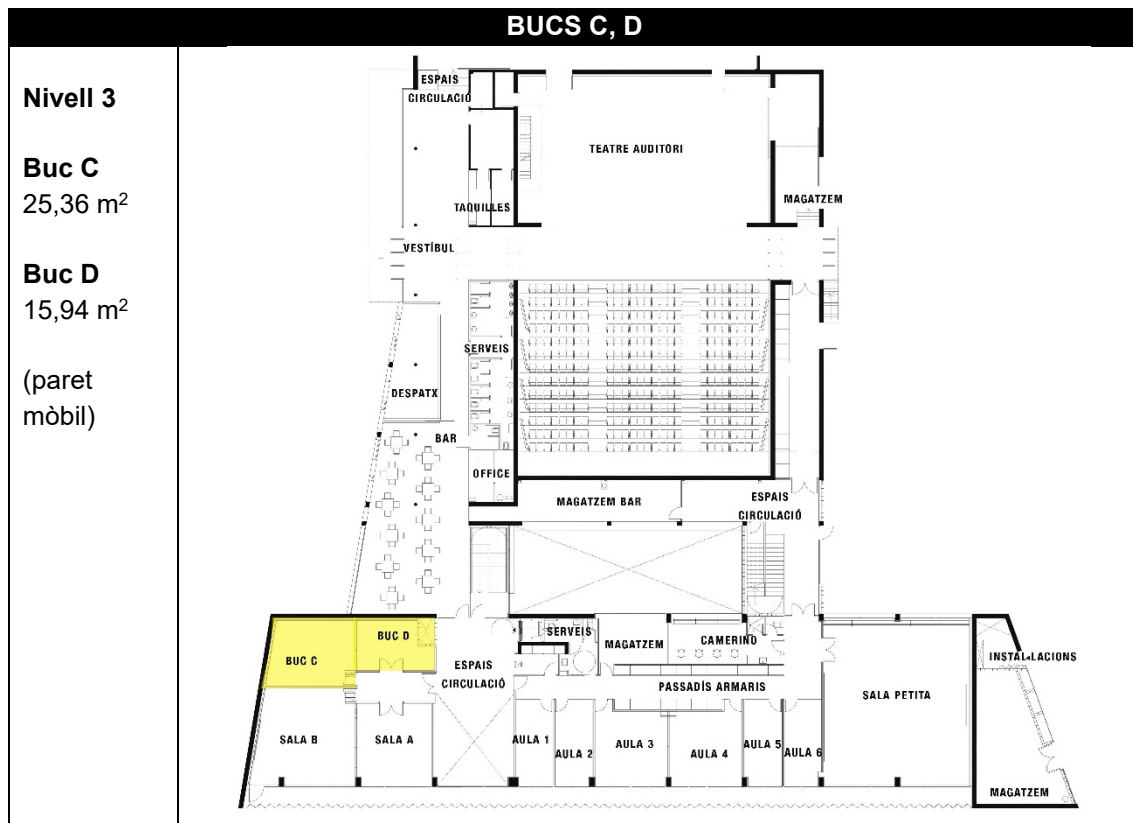 BUCS C, D
Nivell 3
Buc C
25,36 m²
Buc D
15,94 m²
(paret
mòbil)
ESPAIS
CIRCULACIÓ
TEATRE AUDITORI
TAQUILLES
MAGATZEM
VESTÍBUL
SERVEIS
DESPATX
BAR
OFFICE
MAGATZEM BAR
ESPAIS
CIRCULACIÓ
BUC D
BUC C
SERVEIS
MAGATZEM
CAMERINO
ESPAIS
CIRCULACIÓ
PASSADÍS ARMARIS
INSTAL·LACIONS
SALA PETITA
SALA B
SALA A
AULA 1
AULA 2
AULA 3
AULA 4
AULA 5
AULA 6
MAGATZEM